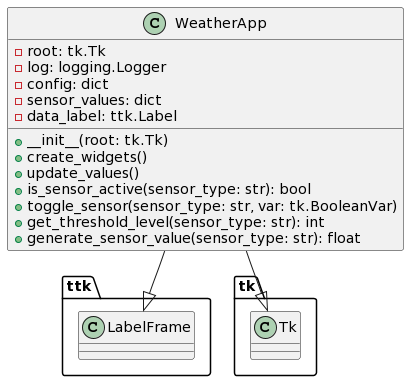 C WeatherApp
root: tk.Tk
log: logging.Logger
config: dict
sensor_values: dict
data_label: ttk.Label
__init__(root: tk.Tk)
create_widgets()
update_values()
is_sensor_active(sensor_type: str): bool
toggle_sensor(sensor_type: str, var: tk.BooleanVar)
get_threshold_level(sensor_type: str): int
generate_sensor_value(sensor_type: str): float
ttk
C LabelFrame
tk
C Tk